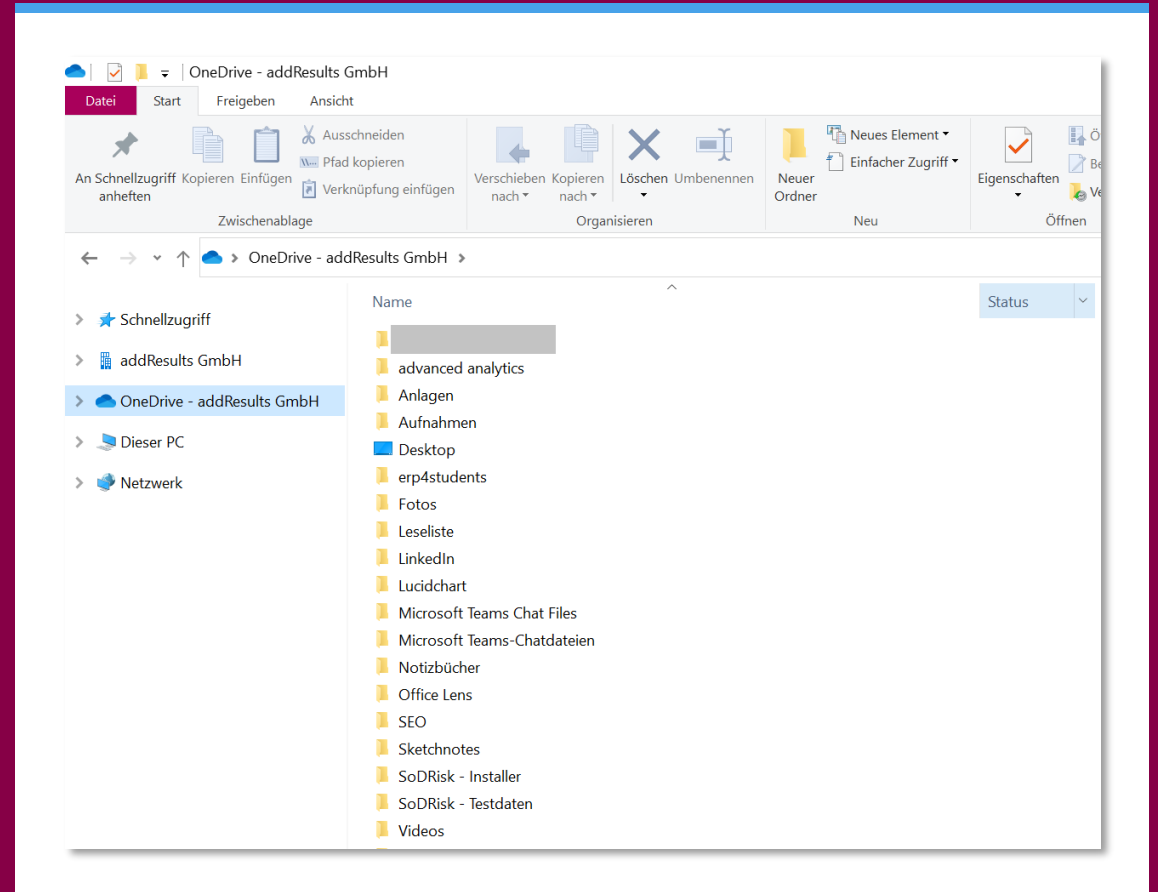 OneDrive - addResults GmbH
Datei Start Freigeben Ansicht
An Schnellzugriff anheften
Kopieren
Einfügen
Ausschneiden
Pfad kopieren
Verknüpfung einfügen
Zwischenablage
Verschieben nach
Kopieren nach
Löschen
Umbenennen
Organisieren
Neuer Ordner
Neues Element
Einfacher Zugriff
Neu
Eigenschaften
Öffnen
OneDrive - addResults GmbH
Schnellzugriff
addResults GmbH
OneDrive - addResults GmbH
Dieser PC
Netzwerk
Name Status
advanced analytics
Anlagen
Aufnahmen
Desktop
erp4students
Fotos
Leseliste
LinkedIn
Lucidchart
Microsoft Teams Chat Files
Microsoft Teams-Chatdateien
Notizbücher
Office Lens
SEO
Sketchnotes
SoDRisk - Installer
SoDRisk - Testdaten
Videos